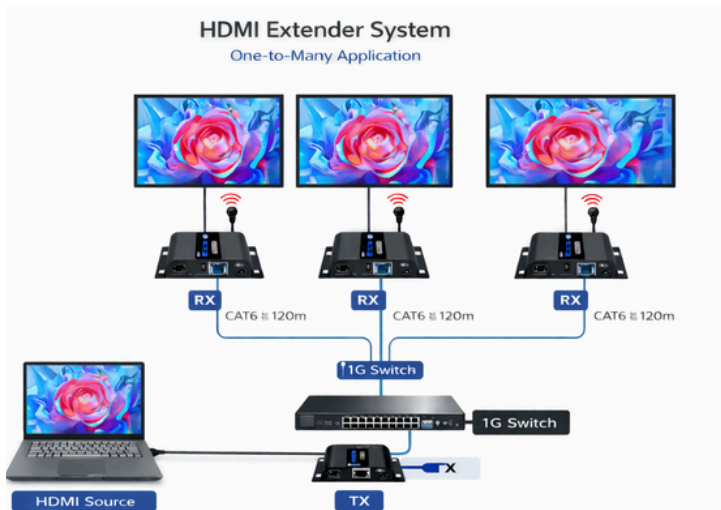 HDMI Extender System
One-to-Many Application
RX
RX
RX
CAT6 120m
CAT6 120m
CAT6 120m
1G Switch
1G Switch
X
HDMI Source
TX